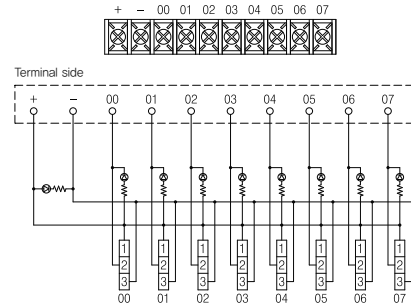 + − 00 01 02 03 04 05 06 07
Terminal side
+ − 00 01 02 03 04 05 06 07
1 1 1 1 1 1 1 1
2 2 2 2 2 2 2 2
3 3 3 3 3 3 3 3
00 01 02 03 04 05 06 07